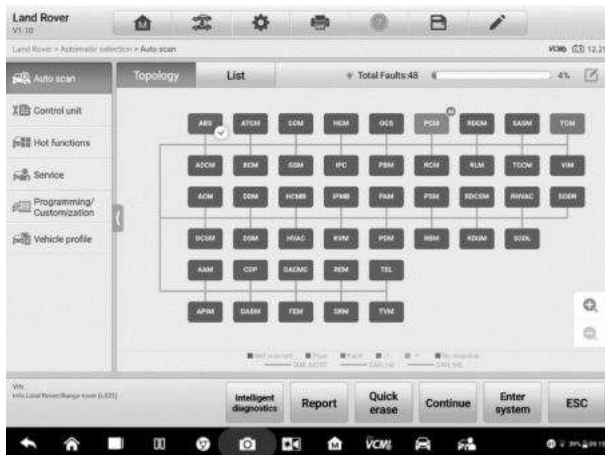 Land Rover
V1.10
Land Rover > Automatic selection > Auto scan
VCMI 12.29
Auto scan
Control unit
Hot functions
Service
Programming/
Customization
Vehicle profile
Topology List Total Faults:48 4%
ABS ATCM CCM HCM OCS PCM RDCM SASM TCM
ADCM BCM GSM IPC PBM RCM RLM TCCM VIM
ACM DDM HCMB IPMB PAM PSM RDCSM RHVAC SODR
DCSM DSM HVAC KVM PDM RBM RDUM SODL
AAM CDP DADMC REM TEL
APIM DABM FEM SRM TVM
VIN:
Info:Land Rover/Range rover
Intelligent
diagnostics
Report
Quick
erase
Continue
Enter
system
ESC
VCMI